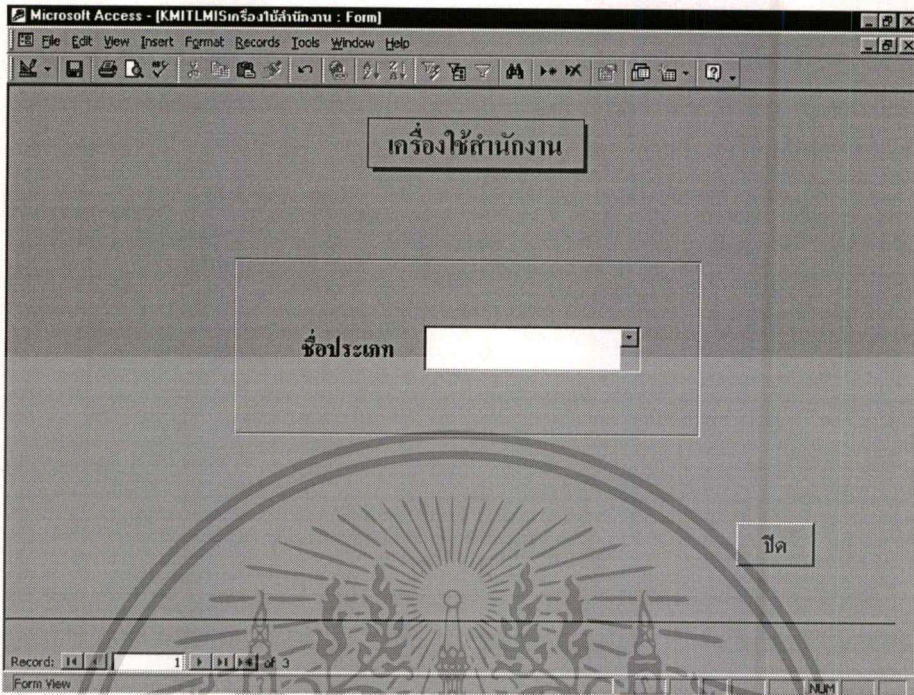 Microsoft Access - [KMITLMISเครื่องใช้สำนักงาน : Form]
File Edit View Insert Format Records Tools Window Help
เครื่องใช้สำนักงาน
ชื่อประเภท
ปิด
Record: 1 of 3
Form View NUM